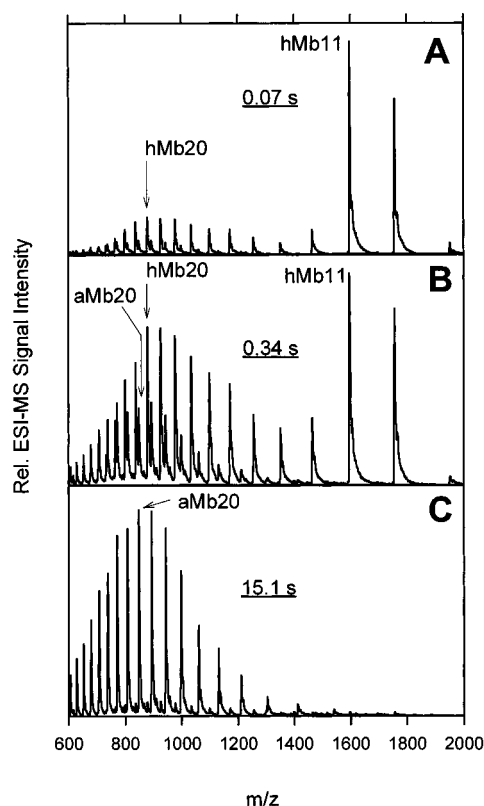 hMb11
A
0.07 s
hMb20
hMb20
hMb11
B
aMb20
0.34 s
Rel. ESI-MS Signal Intensity
aMb20
C
15.1 s
600 800 1000 1200 1400 1600 1800 2000
m/z